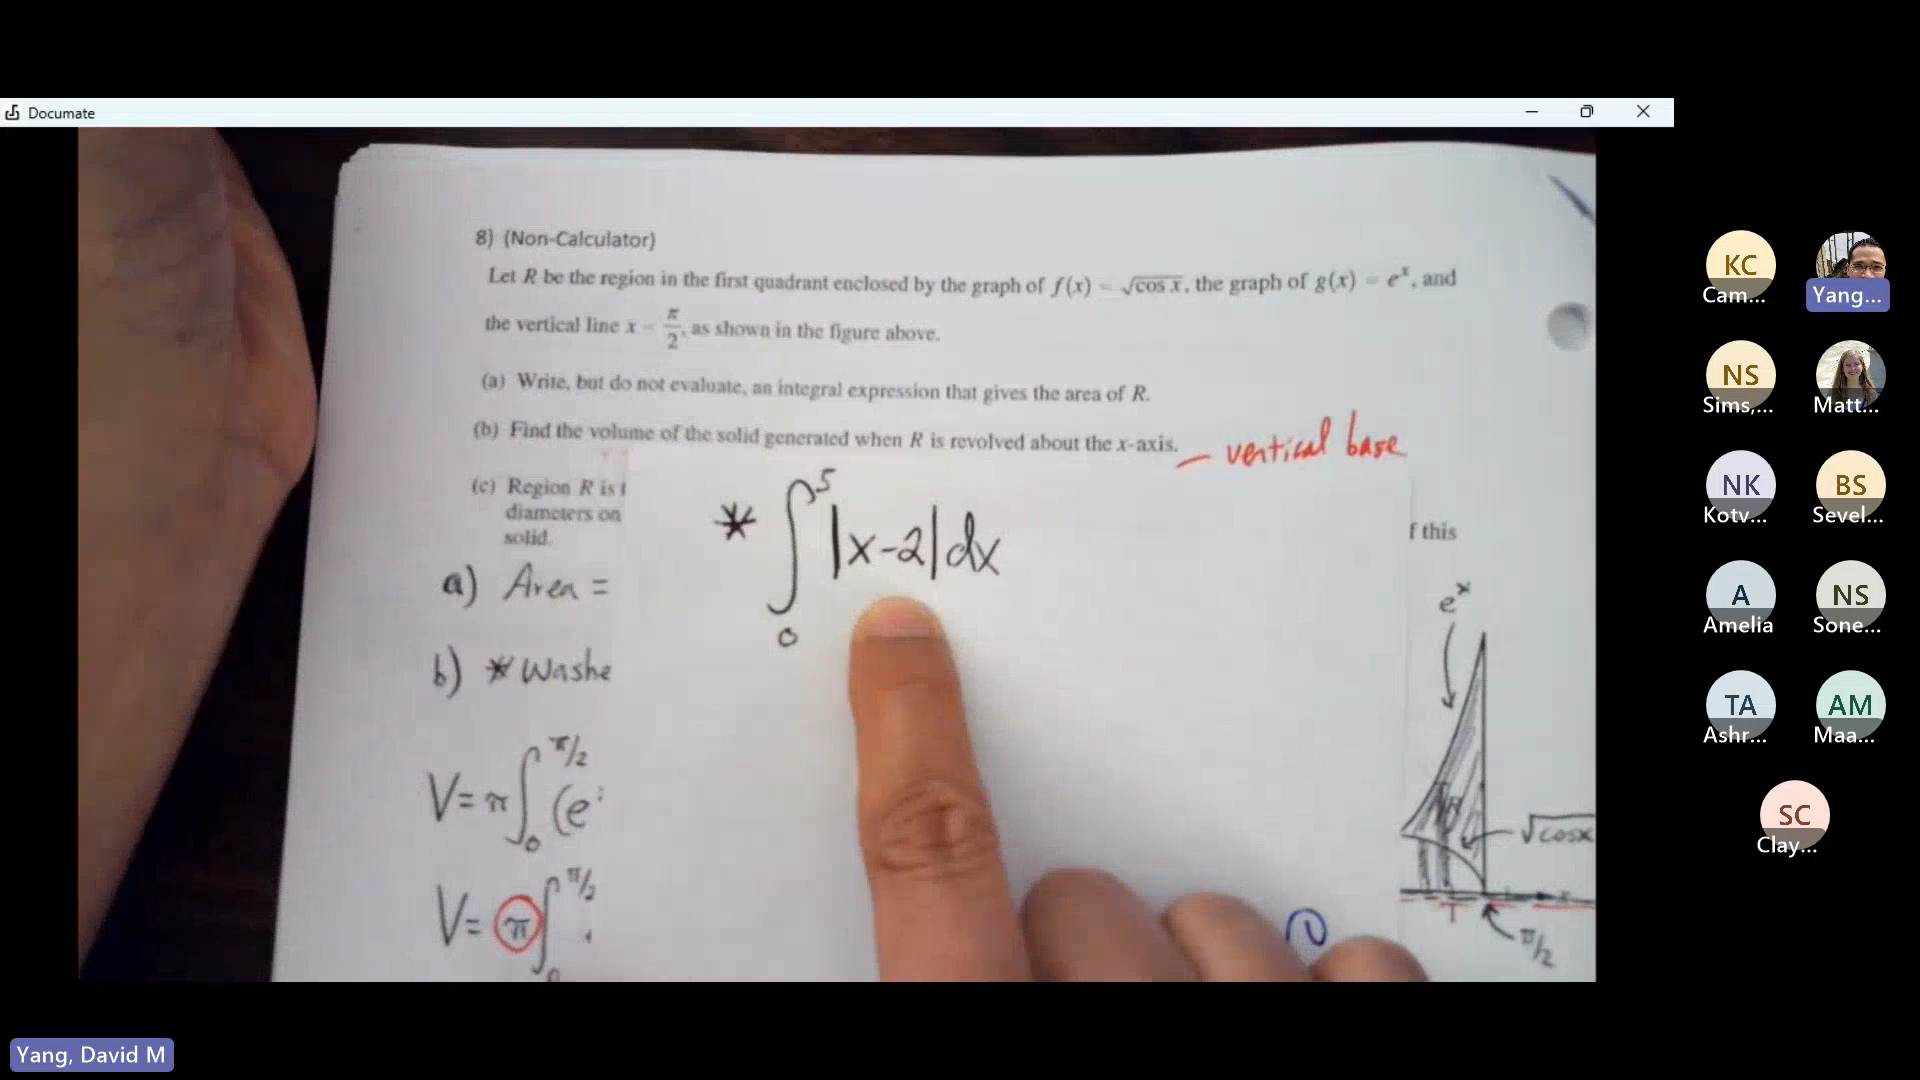 Documate
8) (Non-Calculator)
Let R be the region in the first quadrant enclosed by the graph of f(x) = √cos x, the graph of g(x) = e^x, and
the vertical line x = π/2, as shown in the figure above.
(a) Write, but do not evaluate, an integral expression that gives the area of R.
(b) Find the volume of the solid generated when R is revolved about the x-axis.
— vertical base
(c) Region R is
diameters on
solid.
f this
* ∫₀⁵ |x-2| dx
a) Area =
b) * Washe
V = π ∫₀^π/2 (e
V = π ∫₀^π/2
e^x
√cosx
π/2
KC
Cam...
Yang...
NS
Sims,...
Matt...
NK
Kotv...
BS
Sevel...
A
Amelia
NS
Sone...
TA
Ashr...
AM
Maa...
SC
Clay...
Yang, David M